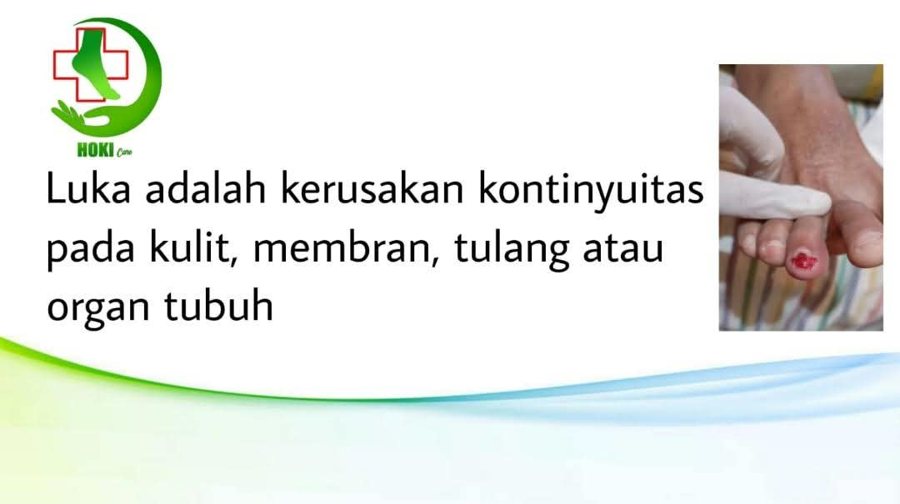 HOKI Care
Luka adalah kerusakan kontinyuitas
pada kulit, membran, tulang atau
organ tubuh